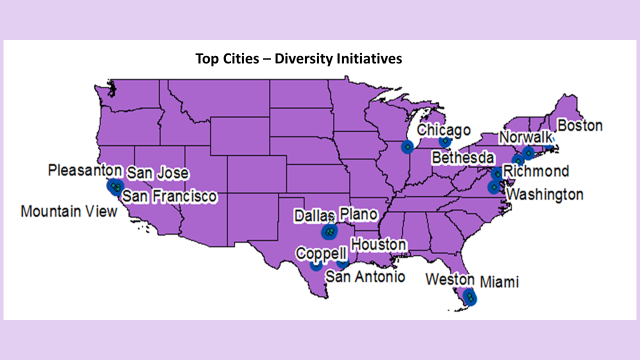 Top Cities – Diversity Initiatives
Chicago
Boston
Norwalk
Bethesda
Richmond
Washington
Pleasanton
San Jose
San Francisco
Mountain View
Dallas
Plano
Houston
Coppell
San Antonio
Weston
Miami